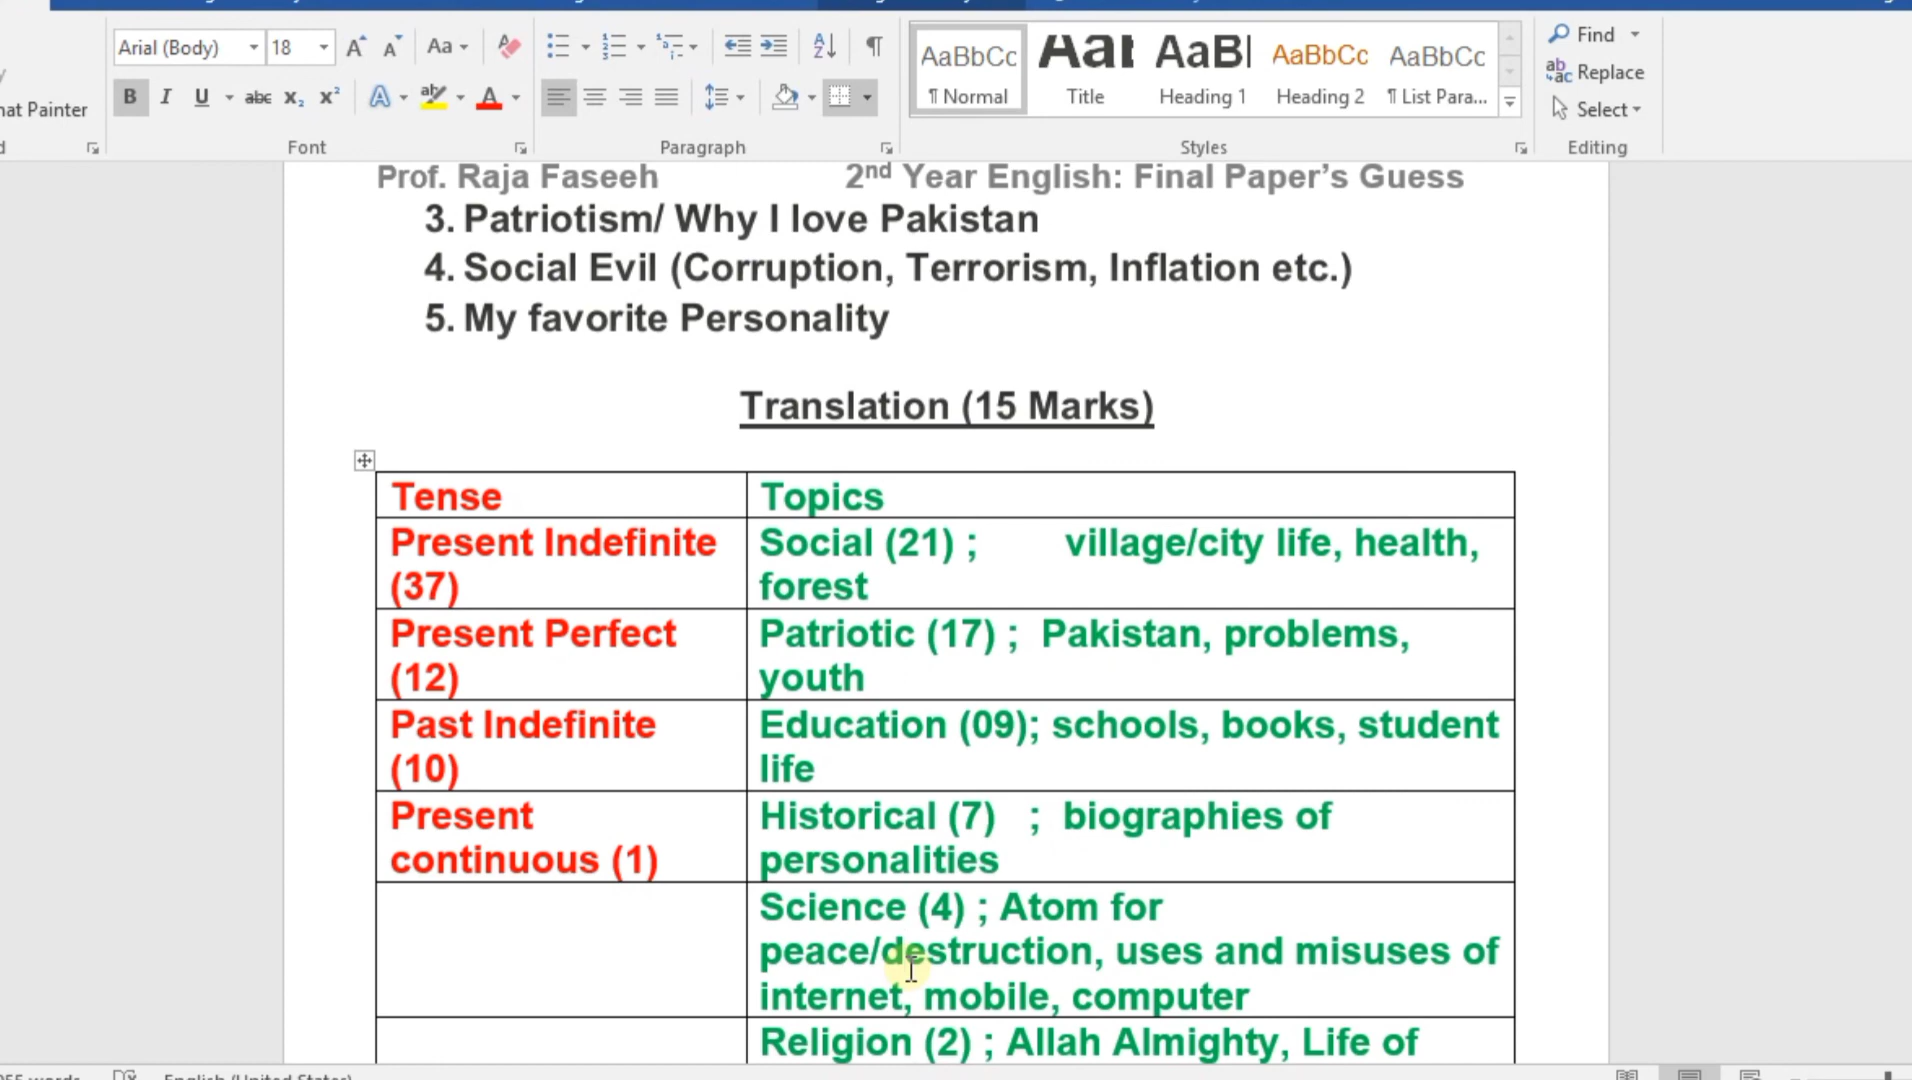 Arial (Body) 18 Aa AaBbCc AaBbCc AaBbCc Find
B I U abc x₂ x² A A ¶ Normal Title Heading 1 Heading 2 ¶ List Para... Replace
Select
Font Paragraph Styles Editing
Prof. Raja Faseeh 2nd Year English: Final Paper's Guess
3. Patriotism/ Why I love Pakistan
4. Social Evil (Corruption, Terrorism, Inflation etc.)
5. My favorite Personality
Translation (15 Marks)
Tense Topics
Present Indefinite Social (21) ; village/city life, health,
(37) forest
Present Perfect Patriotic (17) ; Pakistan, problems,
(12) youth
Past Indefinite Education (09); schools, books, student
(10) life
Present Historical (7) ; biographies of
continuous (1) personalities
Science (4) ; Atom for
peace/destruction, uses and misuses of
internet, mobile, computer
Religion (2) ; Allah Almighty, Life of